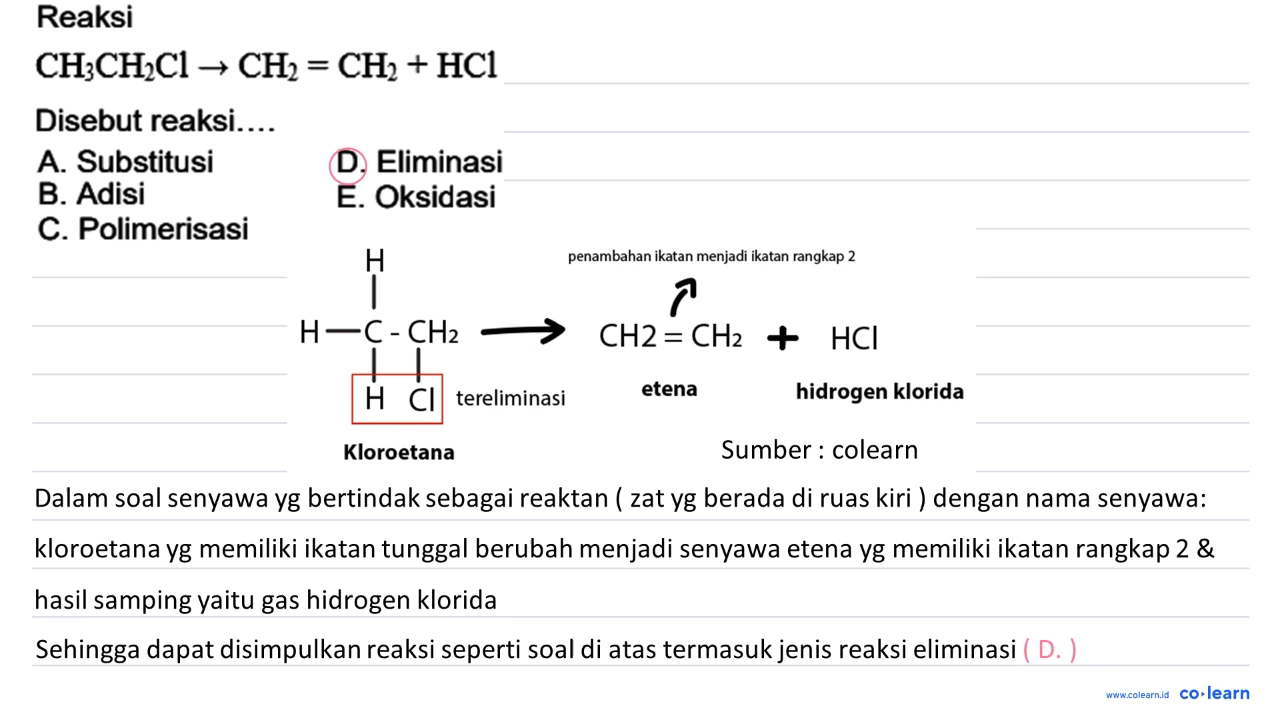 Reaksi
CH₃CH₂Cl → CH₂ = CH₂ + HCl
Disebut reaksi....
A. Substitusi
D. Eliminasi
B. Adisi
E. Oksidasi
C. Polimerisasi
H
penambahan ikatan menjadi ikatan rangkap 2
H — C - CH₂ → CH2 = CH₂ + HCl
H Cl tereliminasi
etena
hidrogen klorida
Kloroetana
Sumber : colearn
Dalam soal senyawa yg bertindak sebagai reaktan ( zat yg berada di ruas kiri ) dengan nama senyawa:
kloroetana yg memiliki ikatan tunggal berubah menjadi senyawa etena yg memiliki ikatan rangkap 2 &
hasil samping yaitu gas hidrogen klorida
Sehingga dapat disimpulkan reaksi seperti soal di atas termasuk jenis reaksi eliminasi ( D. )
www.colearn.id co·learn